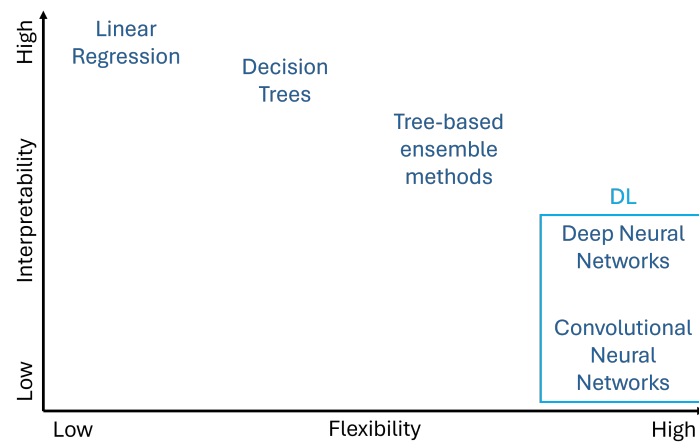 High
Interpretability
Low
Linear
Regression
Decision
Trees
Tree-based
ensemble
methods
DL
Deep Neural
Networks
Convolutional
Neural
Networks
Low
Flexibility
High